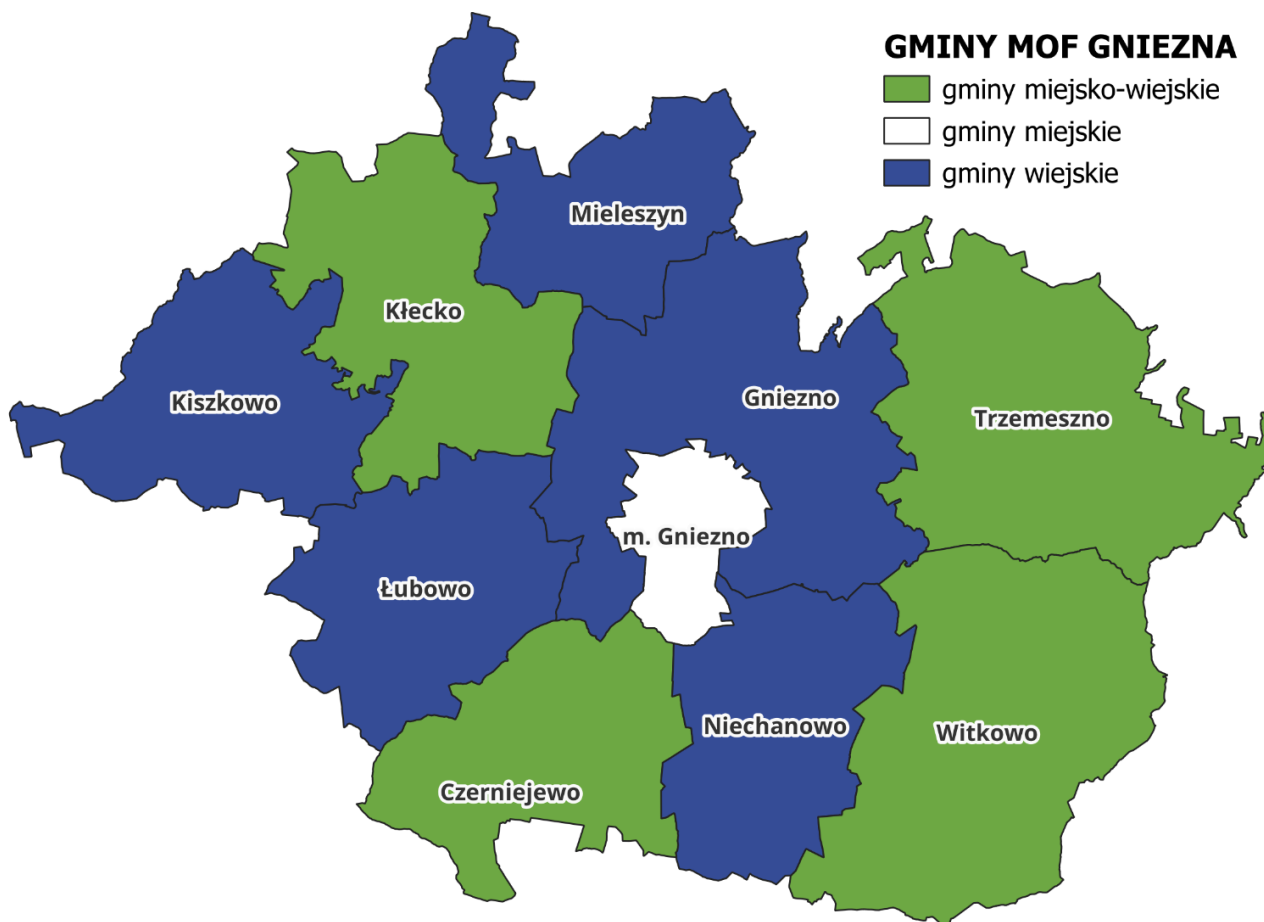 GMINY MOF GNIEZNA
gminy miejsko-wiejskie
gminy miejskie
gminy wiejskie
Mieleszyn
Kłecko
Kiszkowo
Gniezno
Trzemeszno
m. Gniezno
Łubowo
Niechanowo
Witkowo
Czerniejewo